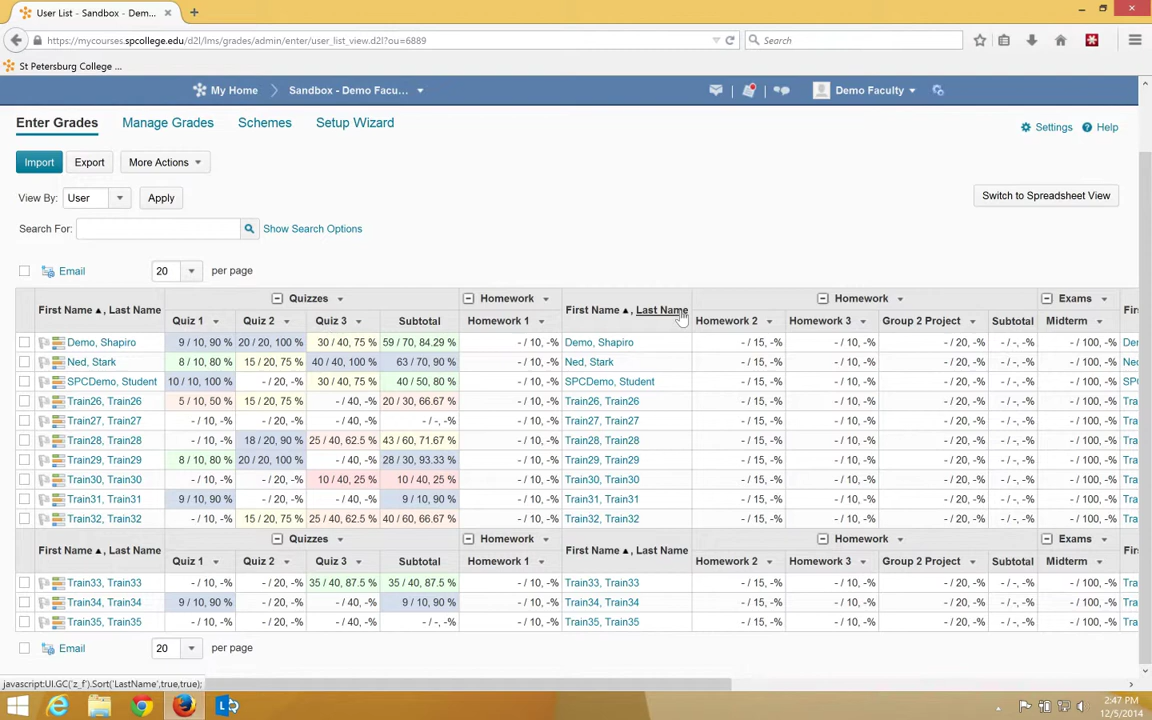 User List - Sandbox - Dem...
https://mycourses.spcollege.edu/d2l/lms/grades/admin/enter/user_list_view.d2l?ou=6889
Search
St Petersburg College ...
My Home
Sandbox - Demo Facu...
Demo Faculty
Enter Grades Manage Grades Schemes Setup Wizard
Settings Help
Import Export More Actions
View By: User Apply
Switch to Spreadsheet View
Search For: Show Search Options
Email 20 per page
Quizzes Homework Homework Exams
First Name , Last Name First Name , Last Name Fir
Quiz 1 Quiz 2 Quiz 3 Subtotal Homework 1 Homework 2 Homework 3 Group 2 Project Subtotal Midterm
Demo, Shapiro 9 / 10, 90 % 20 / 20, 100 % 30 / 40, 75 % 59 / 70, 84.29 % - / 10, -% Demo, Shapiro - / 15, -% - / 10, -% - / 20, -% - / -, -% - / 100, -% Der
Ned, Stark 8 / 10, 80 % 15 / 20, 75 % 40 / 40, 100 % 63 / 70, 90 % - / 10, -% Ned, Stark - / 15, -% - / 10, -% - / 20, -% - / -, -% - / 100, -% Ne
SPCDemo, Student 10 / 10, 100 % - / 20, -% 30 / 40, 75 % 40 / 50, 80 % - / 10, -% SPCDemo, Student - / 15, -% - / 10, -% - / 20, -% - / -, -% - / 100, -% SPC
Train26, Train26 5 / 10, 50 % 15 / 20, 75 % - / 40, -% 20 / 30, 66.67 % - / 10, -% Train26, Train26 - / 15, -% - / 10, -% - / 20, -% - / -, -% - / 100, -% Tra
Train27, Train27 - / 10, -% - / 20, -% - / 40, -% - / -, -% - / 10, -% Train27, Train27 - / 15, -% - / 10, -% - / 20, -% - / -, -% - / 100, -% Tra
Train28, Train28 - / 10, -% 18 / 20, 90 % 25 / 40, 62.5 % 43 / 60, 71.67 % - / 10, -% Train28, Train28 - / 15, -% - / 10, -% - / 20, -% - / -, -% - / 100, -% Tra
Train29, Train29 8 / 10, 80 % 20 / 20, 100 % - / 40, -% 28 / 30, 93.33 % - / 10, -% Train29, Train29 - / 15, -% - / 10, -% - / 20, -% - / -, -% - / 100, -% Tra
Train30, Train30 - / 10, -% - / 20, -% 10 / 40, 25 % 10 / 40, 25 % - / 10, -% Train30, Train30 - / 15, -% - / 10, -% - / 20, -% - / -, -% - / 100, -% Tra
Train31, Train31 9 / 10, 90 % - / 20, -% - / 40, -% 9 / 10, 90 % - / 10, -% Train31, Train31 - / 15, -% - / 10, -% - / 20, -% - / -, -% - / 100, -% Tra
Train32, Train32 - / 10, -% 15 / 20, 75 % 25 / 40, 62.5 % 40 / 60, 66.67 % - / 10, -% Train32, Train32 - / 15, -% - / 10, -% - / 20, -% - / -, -% - / 100, -% Tra
Quizzes Homework Homework Exams
First Name , Last Name First Name , Last Name Fir
Quiz 1 Quiz 2 Quiz 3 Subtotal Homework 1 Homework 2 Homework 3 Group 2 Project Subtotal Midterm
Train33, Train33 - / 10, -% - / 20, -% 35 / 40, 87.5 % 35 / 40, 87.5 % - / 10, -% Train33, Train33 - / 15, -% - / 10, -% - / 20, -% - / -, -% - / 100, -% Tra
Train34, Train34 9 / 10, 90 % - / 20, -% - / 40, -% 9 / 10, 90 % - / 10, -% Train34, Train34 - / 15, -% - / 10, -% - / 20, -% - / -, -% - / 100, -% Tra
Train35, Train35 - / 10, -% - / 20, -% - / 40, -% - / -, -% - / 10, -% Train35, Train35 - / 15, -% - / 10, -% - / 20, -% - / -, -% - / 100, -% Tra
Email 20 per page
javascript:UI.GC('z_f').Sort('LastName',true,true);
2:47 PM
12/5/2014